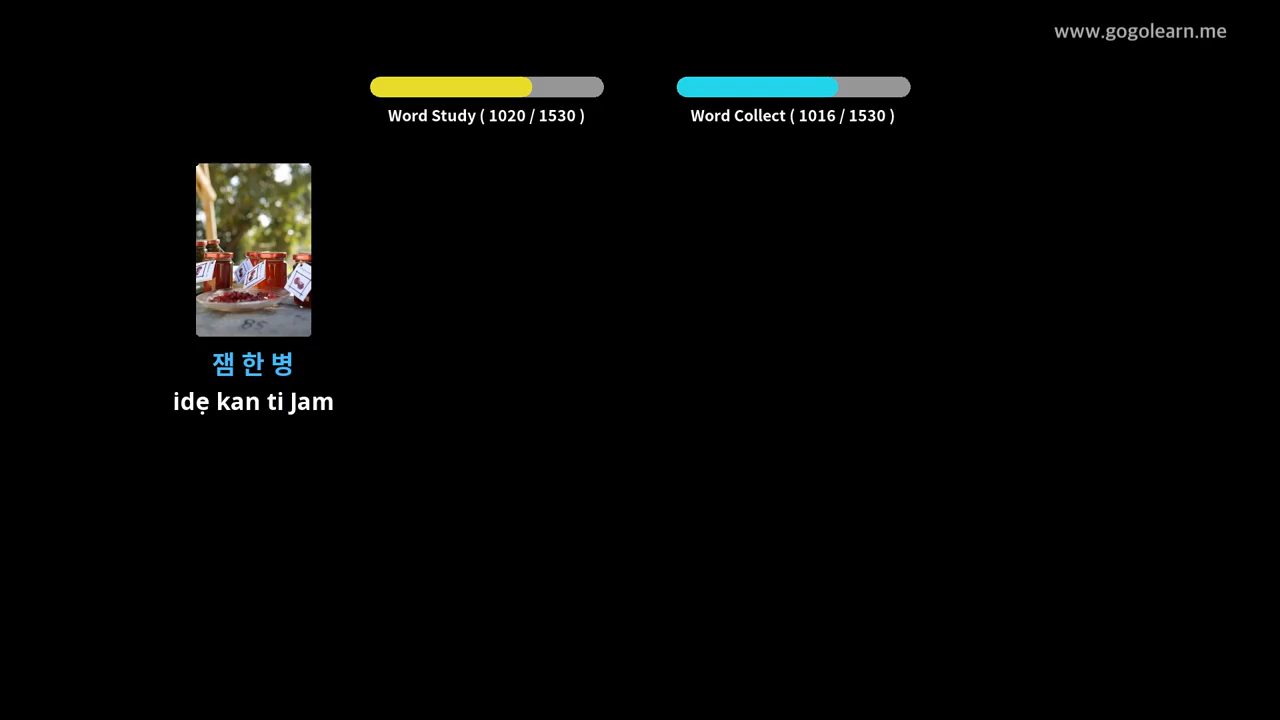 www.gogolearn.me
Word Study ( 1020 / 1530 )
Word Collect ( 1016 / 1530 )
잼 한 병
idẹ kan ti Jam